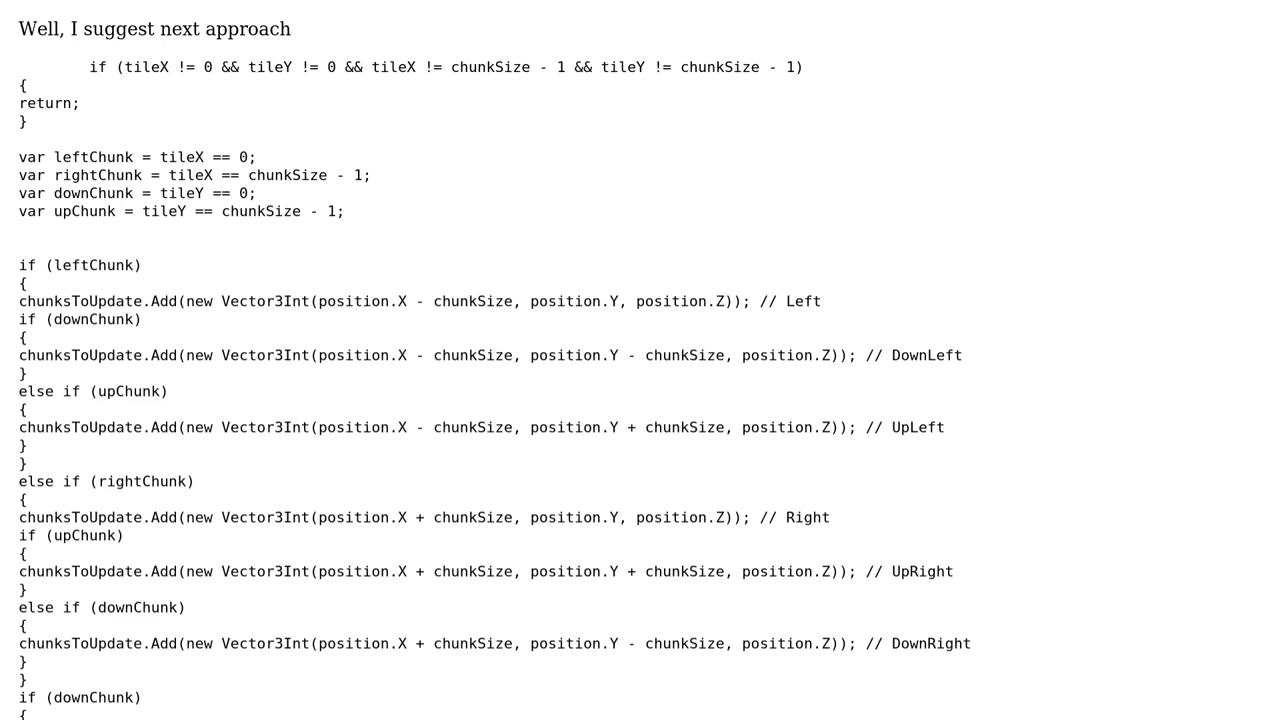 Well, I suggest next approach
if (tileX != 0 && tileY != 0 && tileX != chunkSize - 1 && tileY != chunkSize - 1)
{
return;
}
var leftChunk = tileX == 0;
var rightChunk = tileX == chunkSize - 1;
var downChunk = tileY == 0;
var upChunk = tileY == chunkSize - 1;
if (leftChunk)
{
chunksToUpdate.Add(new Vector3Int(position.X - chunkSize, position.Y, position.Z)); // Left
if (downChunk)
{
chunksToUpdate.Add(new Vector3Int(position.X - chunkSize, position.Y - chunkSize, position.Z)); // DownLeft
}
else if (upChunk)
{
chunksToUpdate.Add(new Vector3Int(position.X - chunkSize, position.Y + chunkSize, position.Z)); // UpLeft
}
}
else if (rightChunk)
{
chunksToUpdate.Add(new Vector3Int(position.X + chunkSize, position.Y, position.Z)); // Right
if (upChunk)
{
chunksToUpdate.Add(new Vector3Int(position.X + chunkSize, position.Y + chunkSize, position.Z)); // UpRight
}
else if (downChunk)
{
chunksToUpdate.Add(new Vector3Int(position.X + chunkSize, position.Y - chunkSize, position.Z)); // DownRight
}
}
if (downChunk)
{